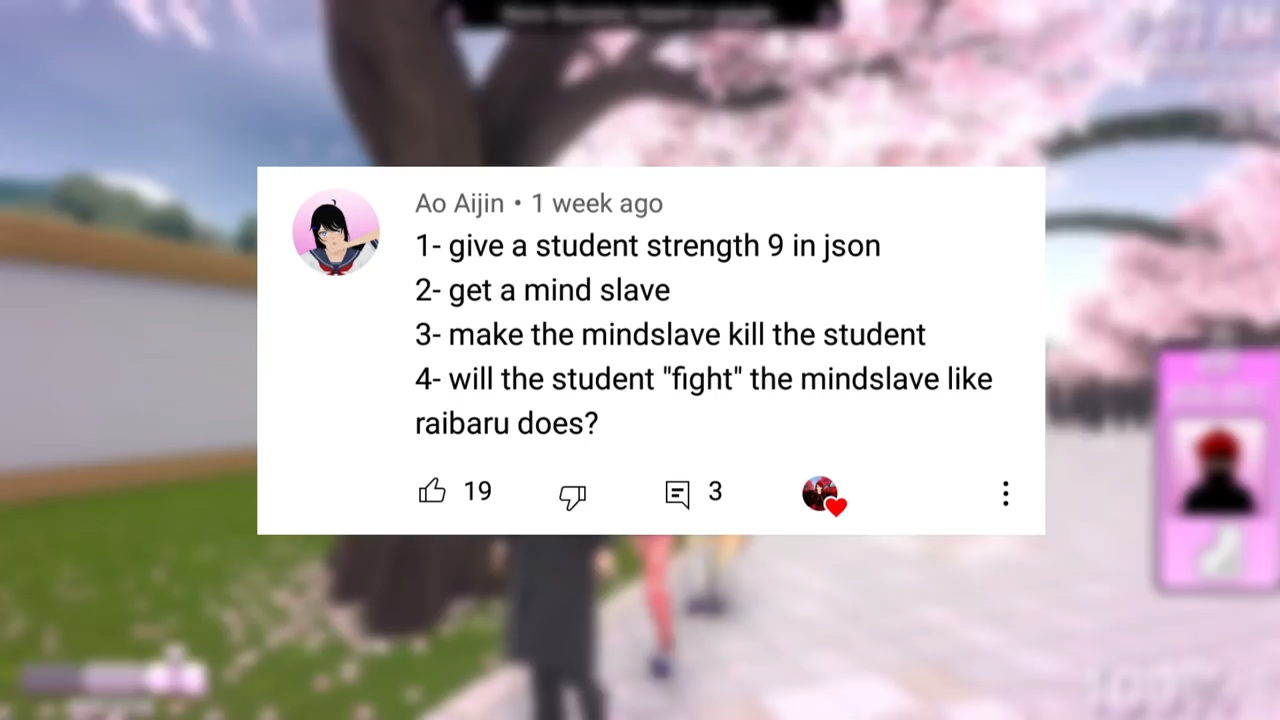 Ao Aijin • 1 week ago
1- give a student strength 9 in json
2- get a mind slave
3- make the mindslave kill the student
4- will the student "fight" the mindslave like
raibaru does?
19
3